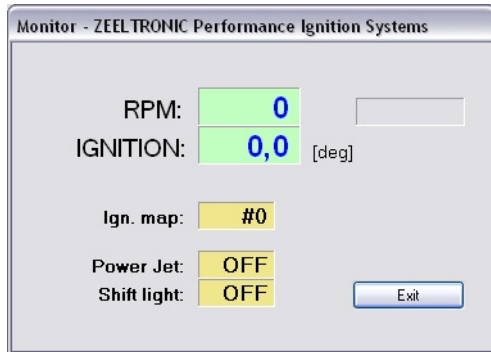 Monitor - ZEELTRONIC Performance Ignition Systems
RPM: 0
IGNITION: 0,0 [deg]
Ign. map: #0
Power Jet: OFF
Shift light: OFF
Exit